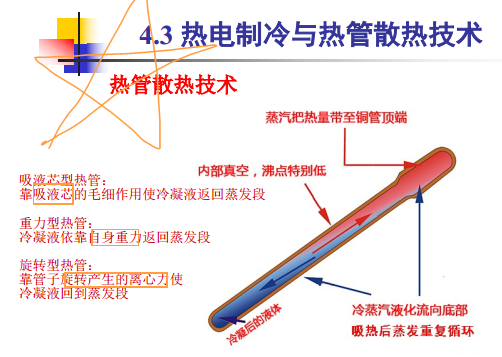 4.3 热电制冷与热管散热技术
热管散热技术
蒸汽把热量带至铜管顶端
内部真空，沸点特别低
吸液芯型热管：
靠吸液芯的毛细作用使冷凝液返回蒸发段
重力型热管：
冷凝液依靠自身重力返回蒸发段
旋转型热管：
靠管子旋转产生的离心力使
冷凝液回到蒸发段
冷凝后的液体
冷蒸汽液化流向底部
吸热后蒸发重复循环